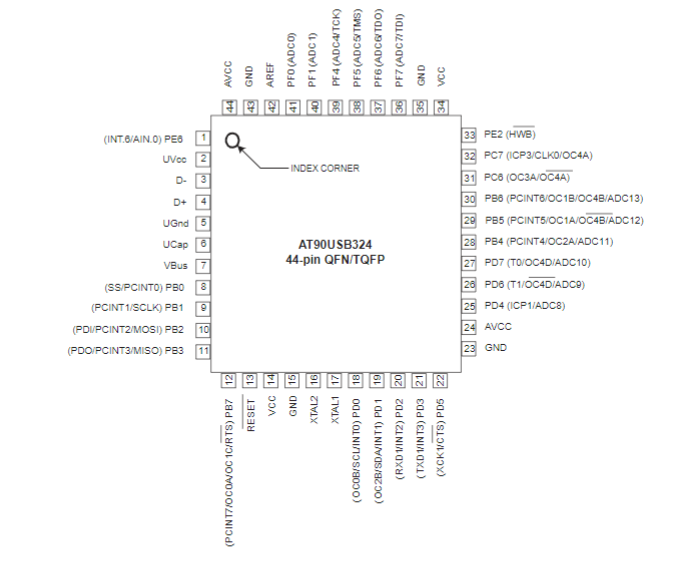 AVCC
GND
AREF
PF0 (ADC0)
PF1 (ADC1)
PF4 (ADC4/TCK)
PF5 (ADC5/TMS)
PF6 (ADC6/TDO)
PF7 (ADC7/TDI)
GND
VCC
44 43 42 41 40 39 38 37 36 35 34
(INT.6/AIN.0) PE6 1
UVcc 2
D- 3
D+ 4
UGnd 5
UCap 6
VBus 7
(SS/PCINT0) PB0 8
(PCINT1/SCLK) PB1 9
(PDI/PCINT2/MOSI) PB2 10
(PDO/PCINT3/MISO) PB3 11
INDEX CORNER
AT90USB324
44-pin QFN/TQFP
33 PE2 (HWB)
32 PC7 (ICP3/CLK0/OC4A)
31 PC6 (OC3A/OC4A)
30 PB6 (PCINT6/OC1B/OC4B/ADC13)
29 PB5 (PCINT5/OC1A/OC4B/ADC12)
28 PB4 (PCINT4/OC2A/ADC11)
27 PD7 (T0/OC4D/ADC10)
26 PD6 (T1/OC4D/ADC9)
25 PD4 (ICP1/ADC8)
24 AVCC
23 GND
12 13 14 15 16 17 18 19 20 21 22
(PCINT7/OC0A/OC1C/RTS) PB7
RESET
VCC
GND
XTAL2
XTAL1
(OC0B/SCL/INT0) PD0
(OC2B/SDA/INT1) PD1
(RXD1/INT2) PD2
(TXD1/INT3) PD3
(XCK1/CTS) PD5